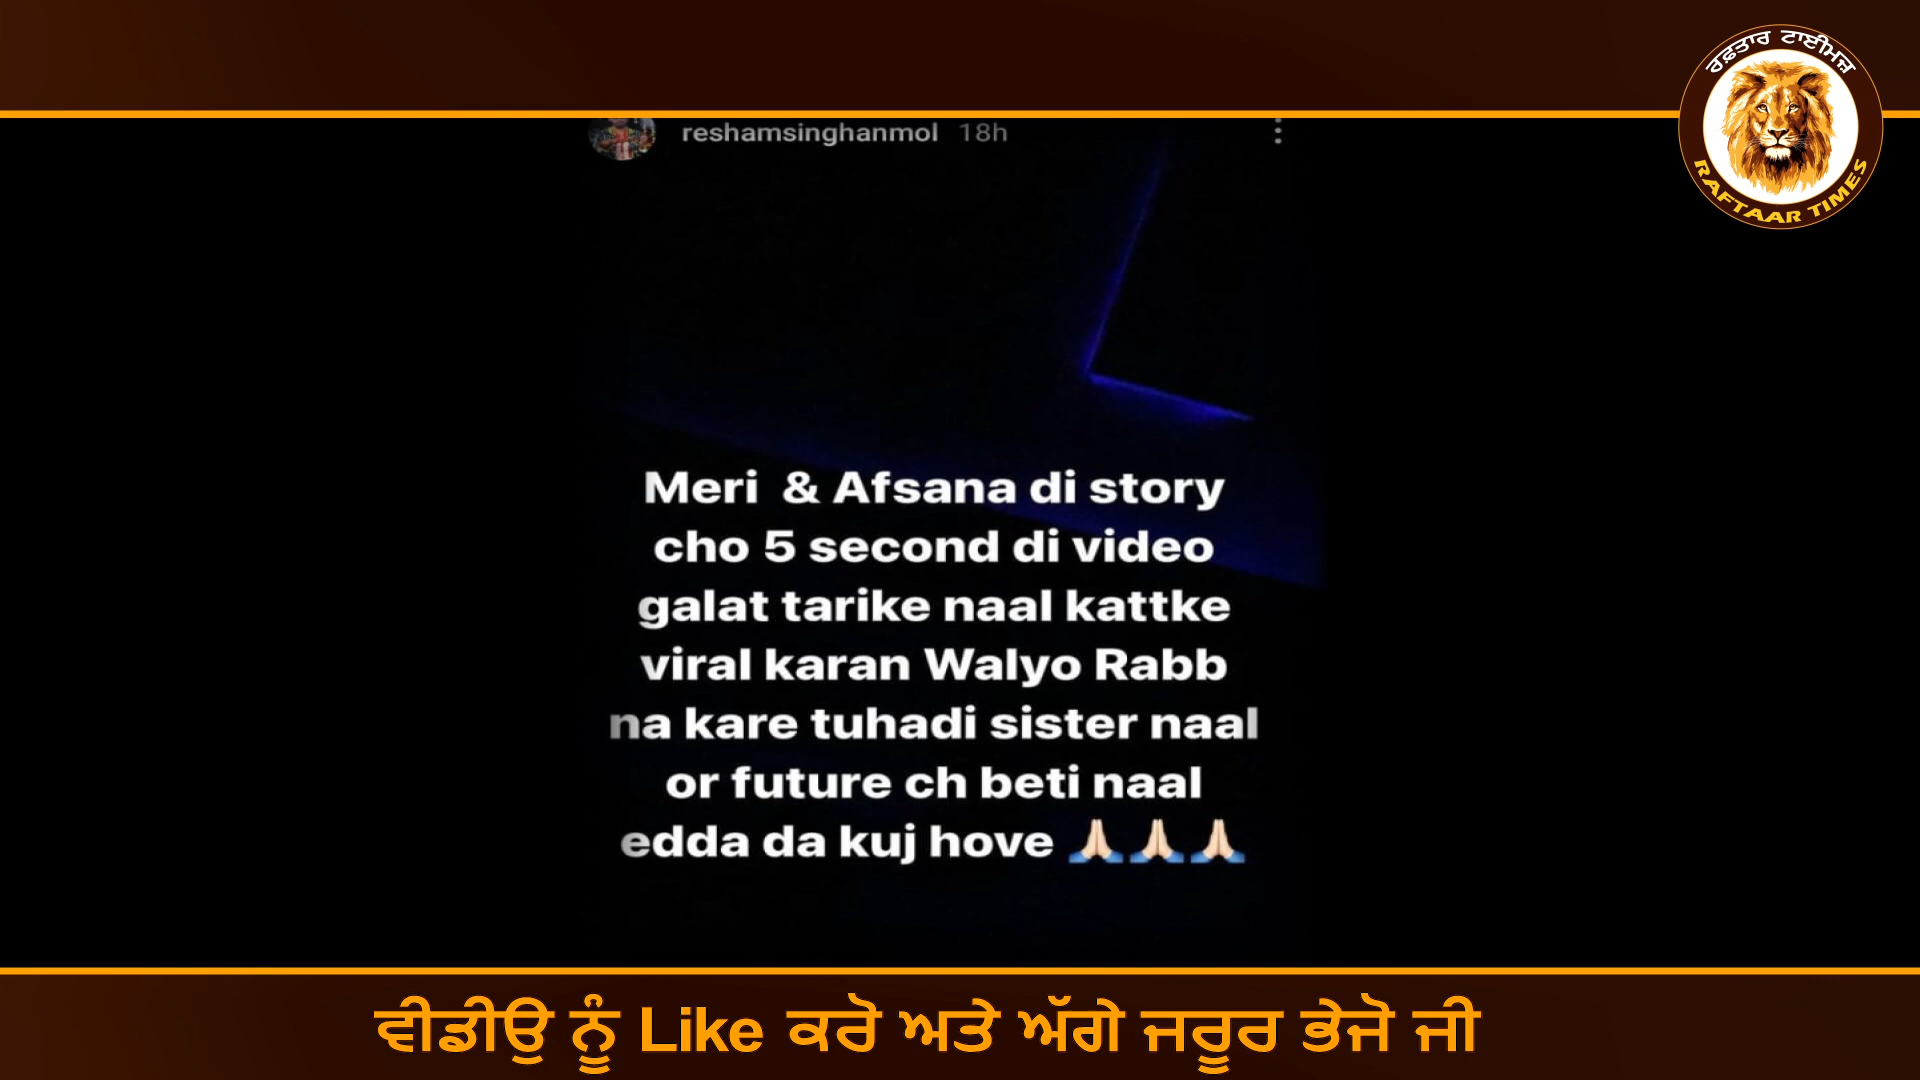 ਰਫ਼ਤਾਰ ਟਾਈਮਜ਼
RAFTAAR TIMES
reshamsinghanmol 18h
Meri & Afsana di story
cho 5 second di video
galat tarike naal kattke
viral karan Walyo Rabb
na kare tuhadi sister naal
or future ch beti naal
edda da kuj hove 🙏🏻🙏🏻🙏🏻
ਵੀਡੀਉ ਨੂੰ Like ਕਰੋ ਅਤੇ ਅੱਗੇ ਜਰੂਰ ਭੇਜੋ ਜੀ